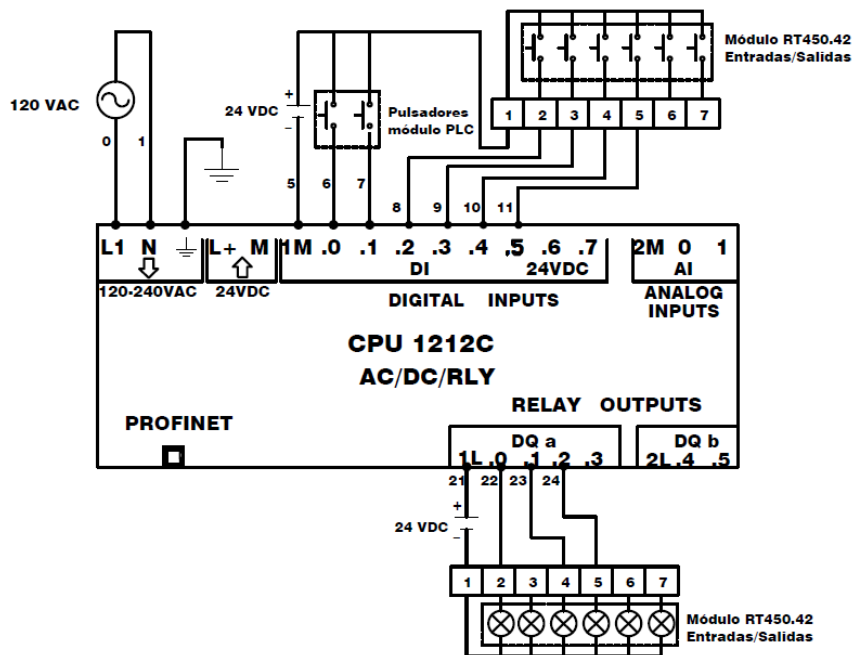 Módulo RT450.42
Entradas/Salidas
120 VAC
+
24 VDC
−
Pulsadores
módulo PLC
1 2 3 4 5 6 7
0 1
5 6 7 8 9 10 11
L1 N L+ M 1M .0 .1 .2 .3 .4 .5 .6 .7 2M 0 1
DI 24VDC AI
120-240VAC 24VDC
DIGITAL INPUTS
ANALOG
INPUTS
CPU 1212C
AC/DC/RLY
RELAY OUTPUTS
PROFINET
DQ a DQ b
1L .0 .1 .2 .3 2L .4 .5
21 22 23 24
+
24 VDC
−
1 2 3 4 5 6 7
Módulo RT450.42
Entradas/Salidas